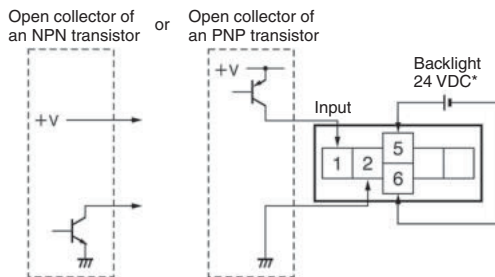 Open collector of
an NPN transistor
or
Open collector of
an PNP transistor
Backlight
24 VDC*
+V
+V
Input
1
2
5
6